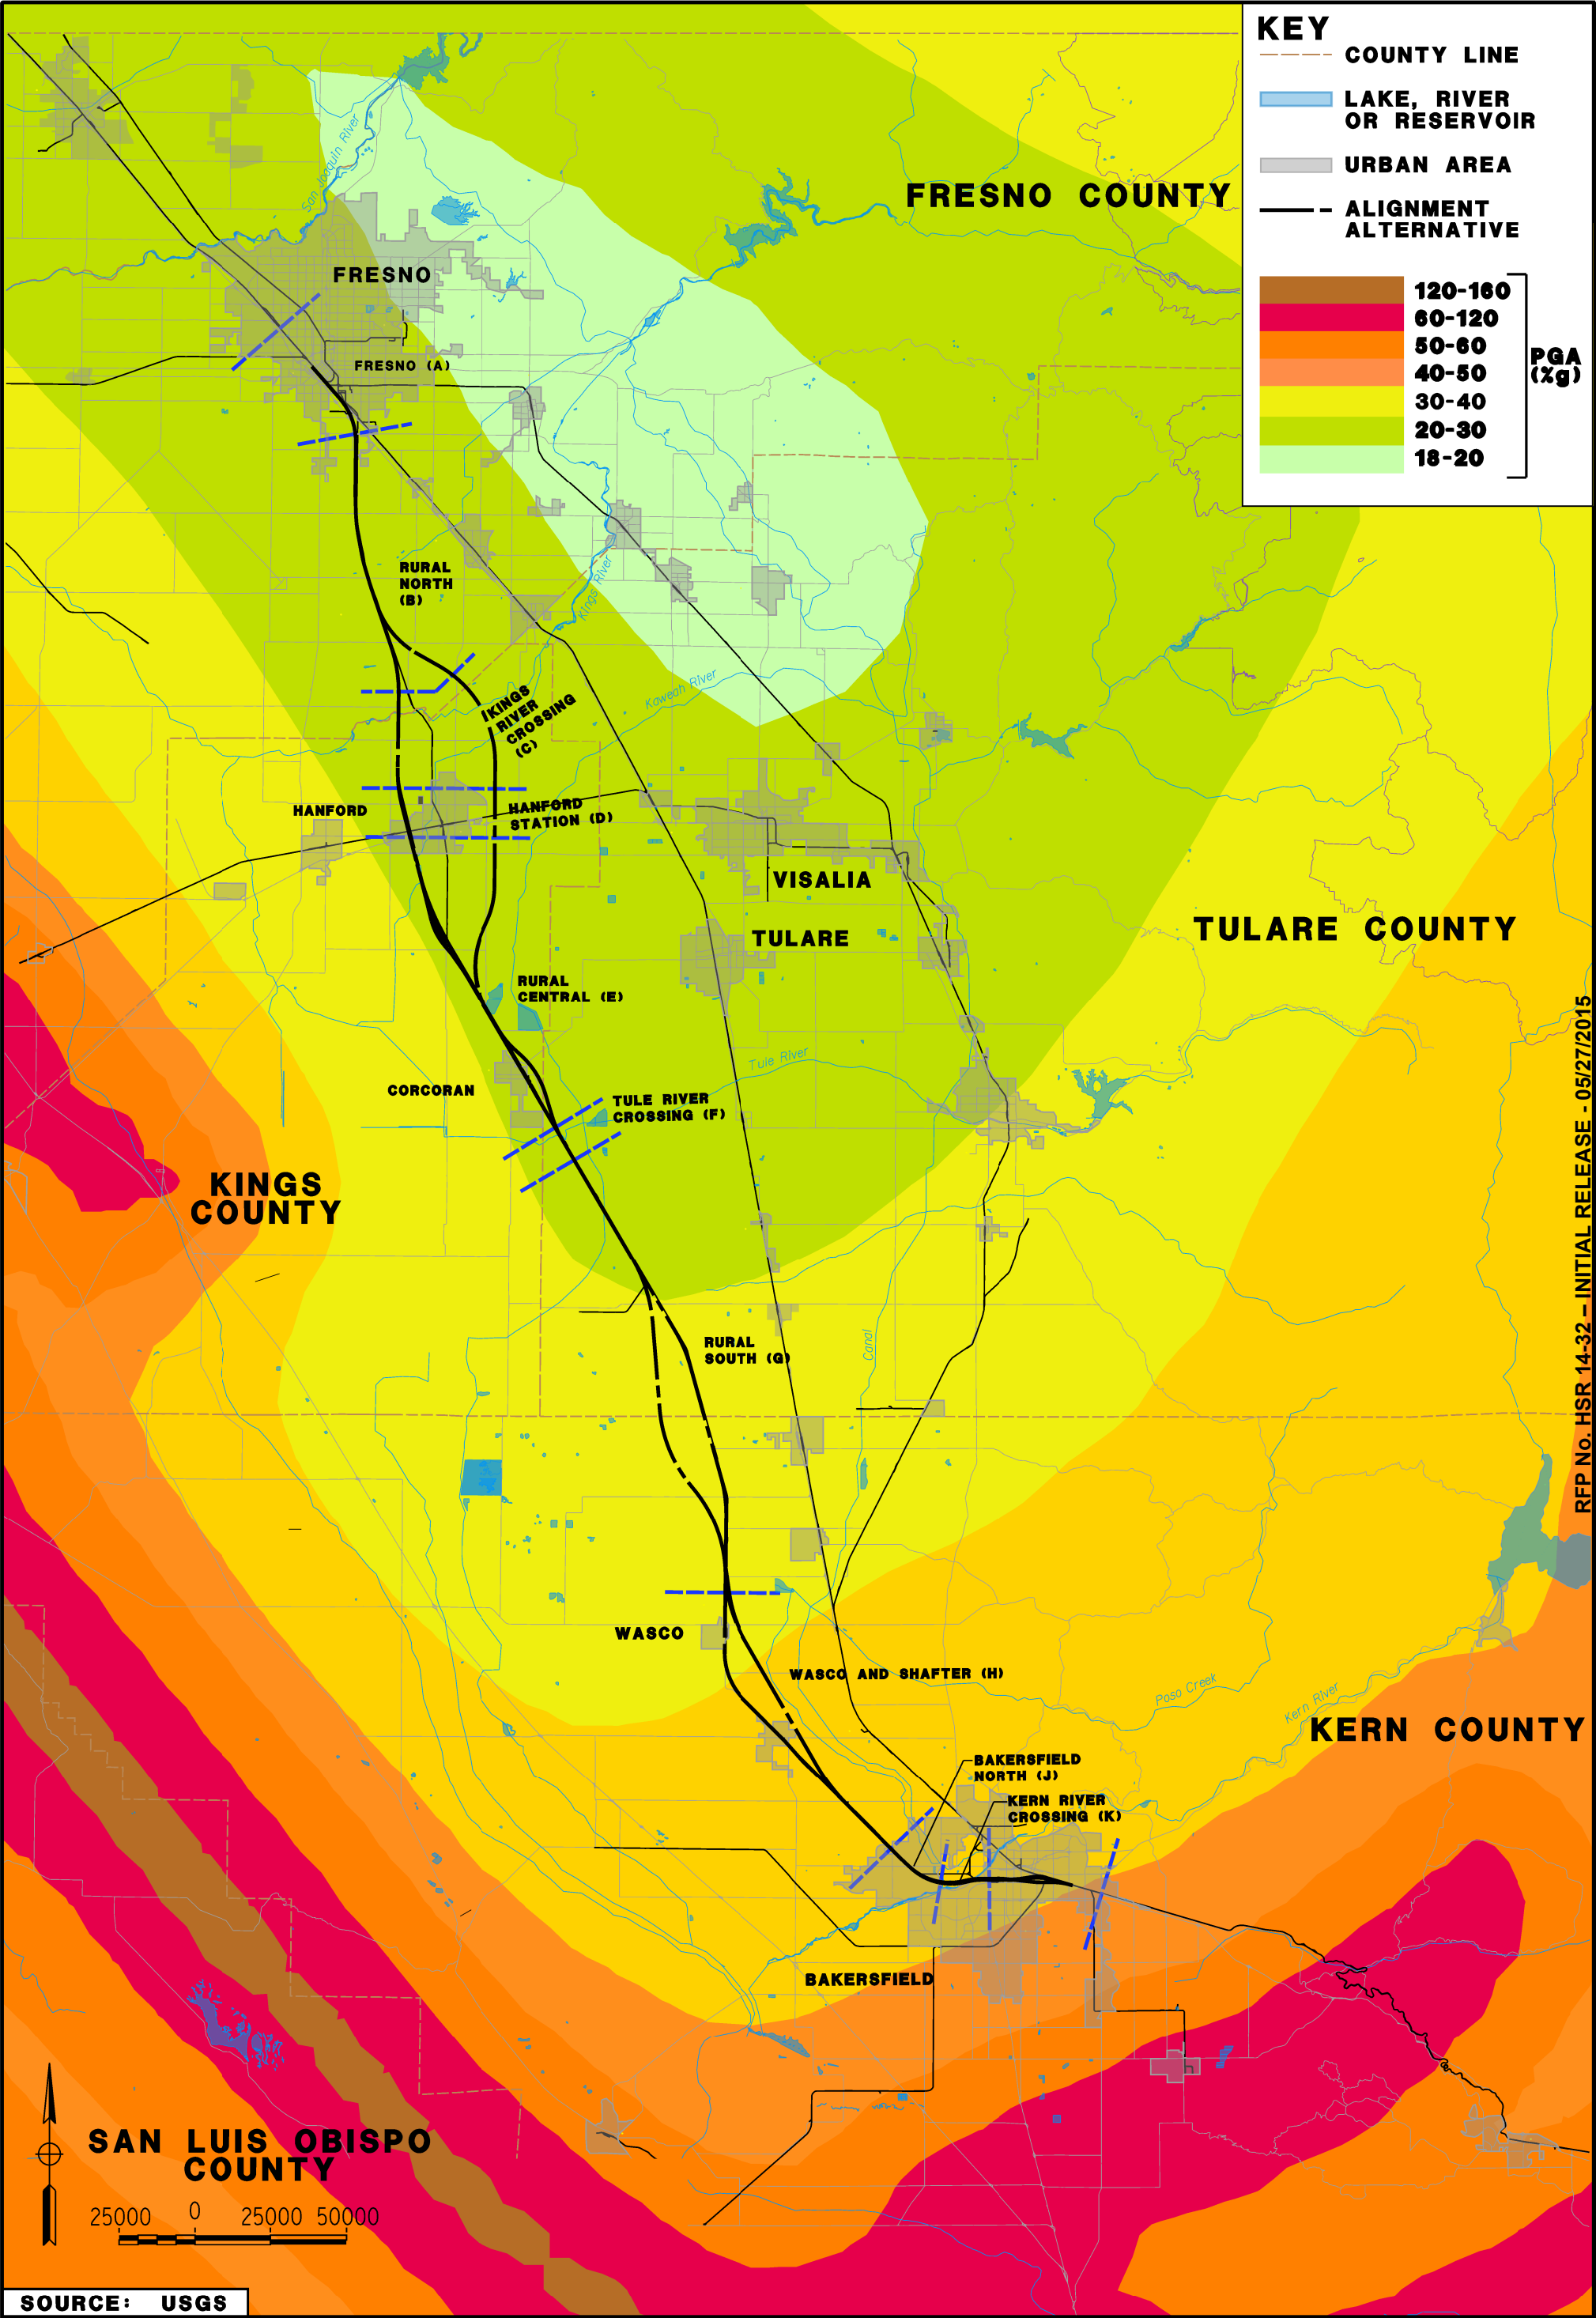 KEY
COUNTY LINE
LAKE, RIVER
OR RESERVOIR
URBAN AREA
ALIGNMENT
ALTERNATIVE
120-160
60-120
50-60
40-50
30-40
20-30
18-20
PGA
(%g)
FRESNO COUNTY
San Joaquin River
FRESNO
FRESNO (A)
RURAL
NORTH
(B)
Kings River
KINGS
RIVER
CROSSING
(C)
Kaweah River
HANFORD
HANFORD
STATION (D)
VISALIA
TULARE
TULARE COUNTY
RURAL
CENTRAL (E)
CORCORAN
Tule River
TULE RIVER
CROSSING (F)
KINGS
COUNTY
RURAL
SOUTH (G)
Canal
WASCO
WASCO AND SHAFTER (H)
Poso Creek
Kern River
KERN COUNTY
BAKERSFIELD
NORTH (J)
KERN RIVER
CROSSING (K)
BAKERSFIELD
SAN LUIS OBISPO
COUNTY
25000 0 25000 50000
SOURCE: USGS
RFP No. HSR 14-32 – INITIAL RELEASE - 05/27/2015